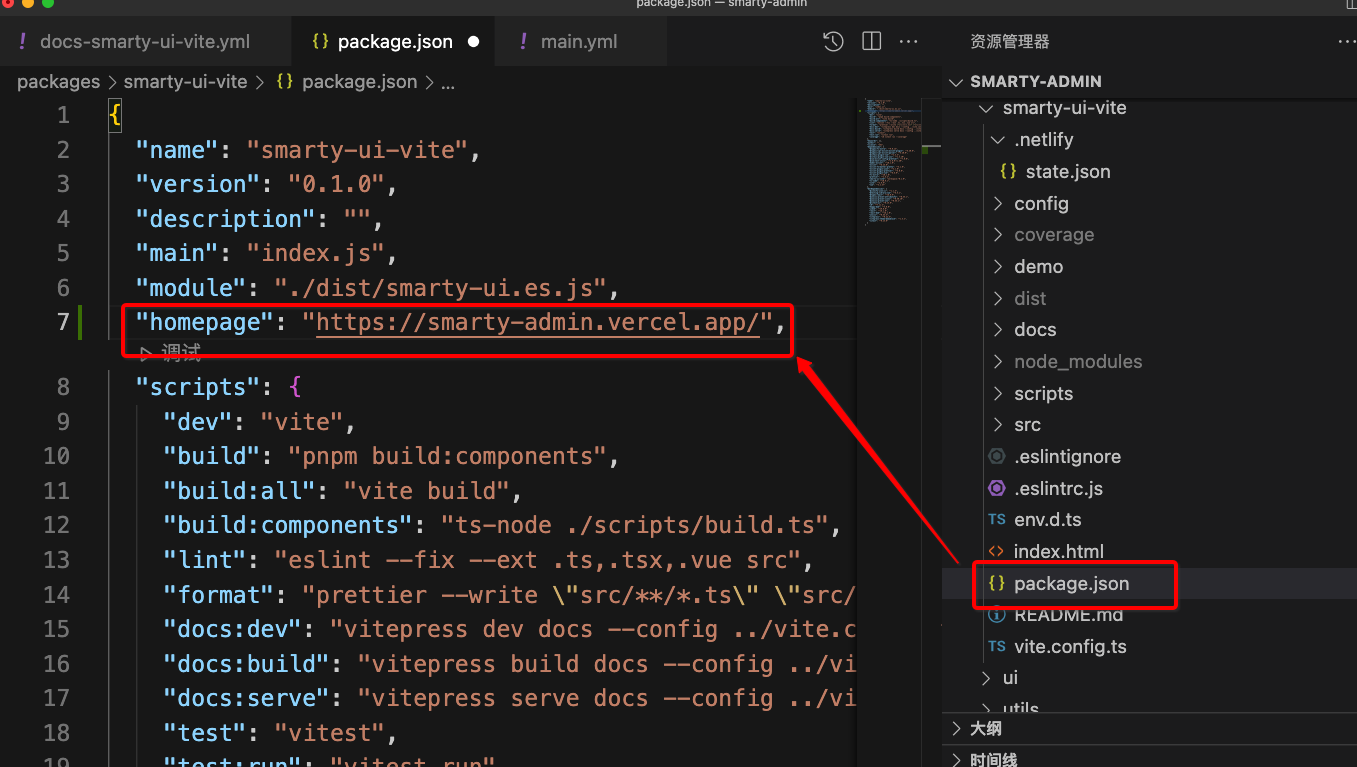 package.json — smarty-admin
! docs-smarty-ui-vite.yml
{} package.json ●
! main.yml
资源管理器
packages > smarty-ui-vite > {} package.json > ...
1 {
2 "name": "smarty-ui-vite",
3 "version": "0.1.0",
4 "description": "",
5 "main": "index.js",
6 "module": "./dist/smarty-ui.es.js",
7 "homepage": "https://smarty-admin.vercel.app/",
调试
8 "scripts": {
9 "dev": "vite",
10 "build": "pnpm build:components",
11 "build:all": "vite build",
12 "build:components": "ts-node ./scripts/build.ts",
13 "lint": "eslint --fix --ext .ts,.tsx,.vue src",
14 "format": "prettier --write \"src/**/*.ts\" \"src/
15 "docs:dev": "vitepress dev docs --config ../vite.c
16 "docs:build": "vitepress build docs --config ../vi
17 "docs:serve": "vitepress serve docs --config ../vi
18 "test": "vitest",
19 "test:run": "vitest run"
SMARTY-ADMIN
smarty-ui-vite
.netlify
{} state.json
config
coverage
demo
dist
docs
node_modules
scripts
src
.eslintignore
.eslintrc.js
TS env.d.ts
<> index.html
{} package.json
README.md
TS vite.config.ts
ui
utils
大纲
时间线